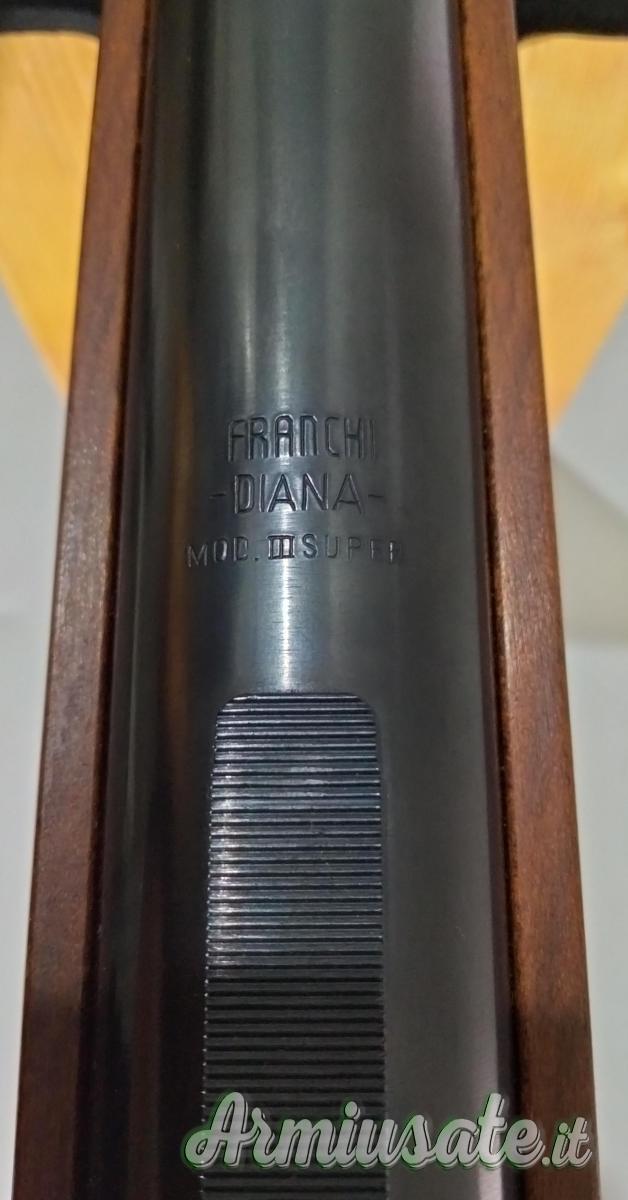 FRANCHI
-DIANA-
MOD. III SUPER
Armiusate.it